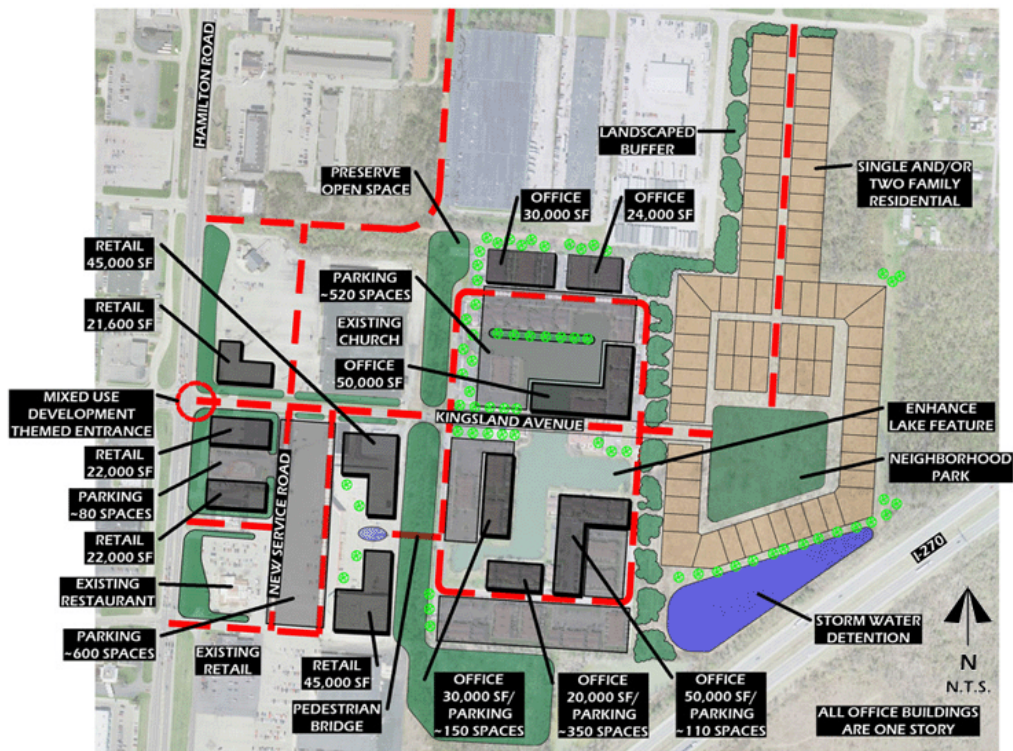 HAMILTON ROAD
LANDSCAPED
BUFFER
PRESERVE
OPEN SPACE
SINGLE AND/OR
TWO FAMILY
RESIDENTIAL
OFFICE
30,000 SF
OFFICE
24,000 SF
RETAIL
45,000 SF
PARKING
~520 SPACES
RETAIL
21,600 SF
EXISTING
CHURCH
OFFICE
50,000 SF
MIXED USE
DEVELOPMENT
THEMED ENTRANCE
KINGSLAND AVENUE
ENHANCE
LAKE FEATURE
RETAIL
22,000 SF
NEIGHBORHOOD
PARK
PARKING
~80 SPACES
RETAIL
22,000 SF
NEW SERVICE ROAD
I-270
EXISTING
RESTAURANT
STORM WATER
DETENTION
PARKING
~600 SPACES
EXISTING
RETAIL
RETAIL
45,000 SF
PEDESTRIAN
BRIDGE
OFFICE
30,000 SF/
PARKING
~150 SPACES
OFFICE
20,000 SF/
PARKING
~350 SPACES
OFFICE
50,000 SF/
PARKING
~110 SPACES
N
N.T.S.
ALL OFFICE BUILDINGS
ARE ONE STORY